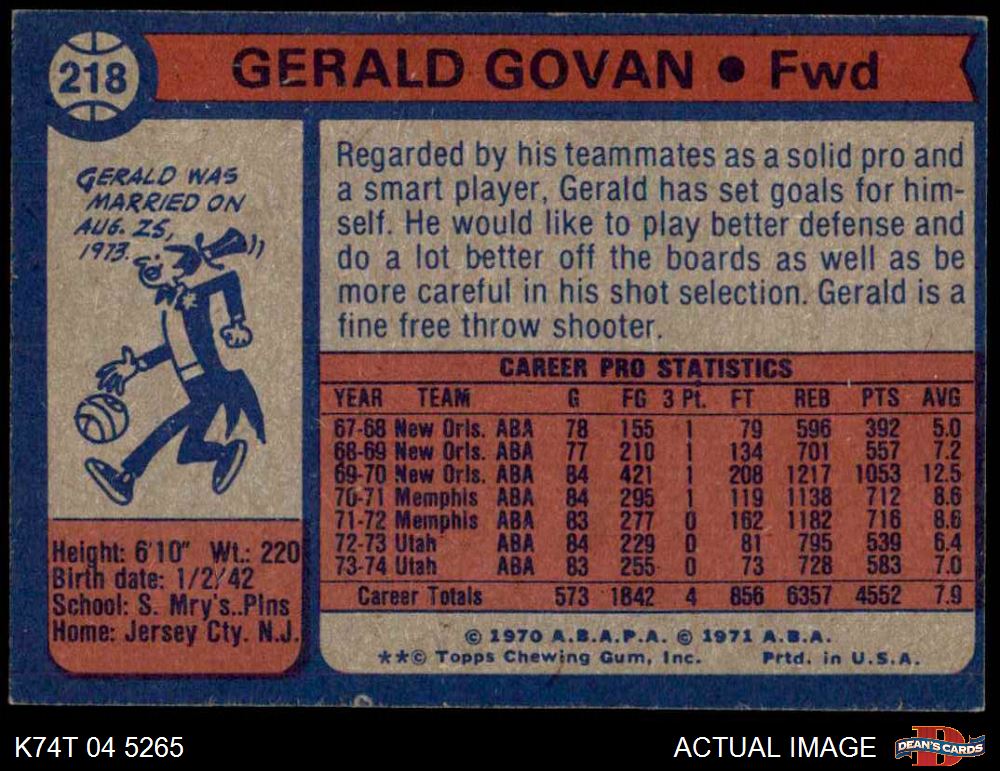 218
GERALD GOVAN • Fwd
GERALD WAS
MARRIED ON
AUG. 25,
1973.
Regarded by his teammates as a solid pro and
a smart player, Gerald has set goals for him-
self. He would like to play better defense and
do a lot better off the boards as well as be
more careful in his shot selection. Gerald is a
fine free throw shooter.
CAREER PRO STATISTICS
YEAR TEAM G FG 3 Pt. FT REB PTS AVG
67-68 New Orls. ABA 78 155 1 79 596 392 5.0
68-69 New Orls. ABA 77 210 1 134 701 557 7.2
69-70 New Orls. ABA 84 421 1 208 1217 1053 12.5
70-71 Memphis ABA 84 295 1 119 1138 712 8.6
71-72 Memphis ABA 83 277 0 162 1182 716 8.6
72-73 Utah ABA 84 229 0 81 795 539 6.4
73-74 Utah ABA 83 255 0 73 728 583 7.0
Career Totals 573 1842 4 856 6357 4552 7.9
Height: 6'10" Wt.: 220
Birth date: 1/2/42
School: S. Mry's..Plns
Home: Jersey Cty. N.J.
© 1970 A.B.A.P.A. © 1971 A.B.A.
**© Topps Chewing Gum, Inc. Prtd. in U.S.A.
K74T 04 5265
ACTUAL IMAGE
D
DEAN'S CARDS